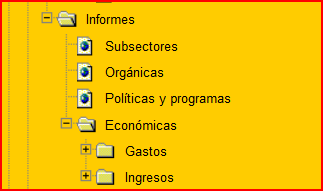 Informes
Subsectores
Orgánicas
Políticas y programas
Económicas
Gastos
Ingresos